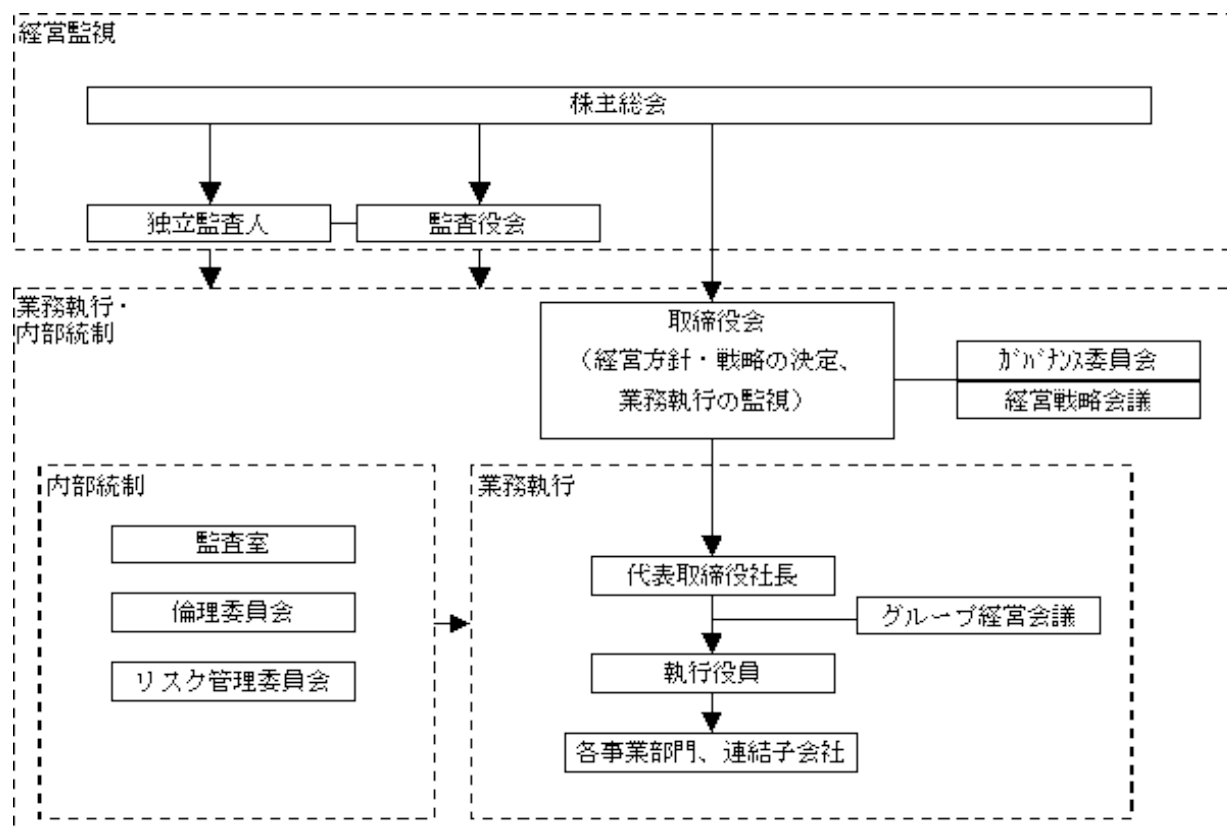 経営監視
株主総会
独立監査人
監査役会
業務執行・
内部統制
取締役会
（経営方針・戦略の決定、
業務執行の監視）
ｶﾞﾊﾞﾅﾝｽ委員会
経営戦略会議
内部統制
監査室
倫理委員会
リスク管理委員会
業務執行
代表取締役社長
グループ経営会議
執行役員
各事業部門、連結子会社